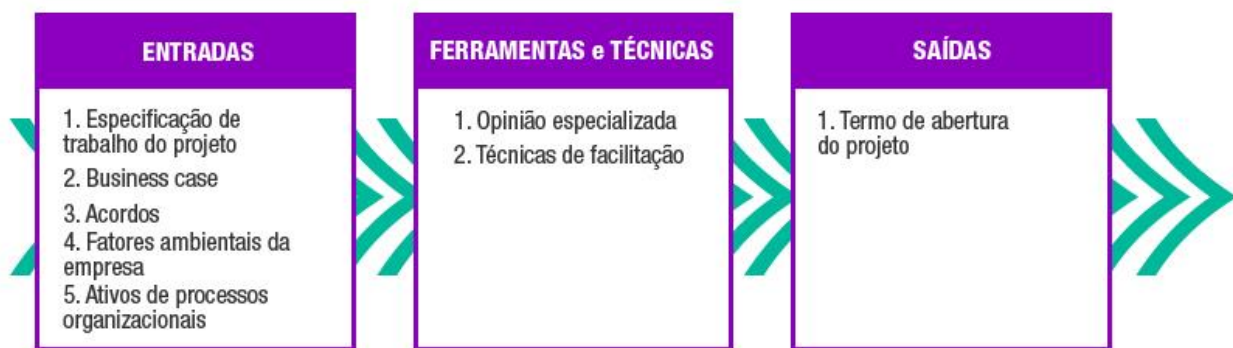 ENTRADAS
1. Especificação de
trabalho do projeto
2. Business case
3. Acordos
4. Fatores ambientais da
empresa
5. Ativos de processos
organizacionais
FERRAMENTAS e TÉCNICAS
1. Opinião especializada
2. Técnicas de facilitação
SAÍDAS
1. Termo de abertura
do projeto